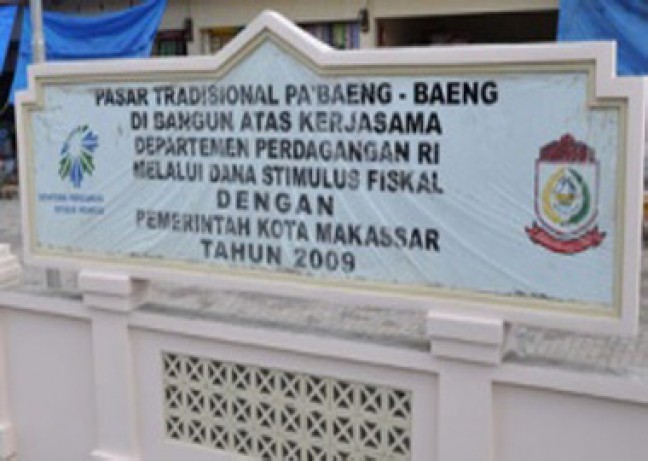 PASAR TRADISIONAL PA'BAENG - BAENG
DI BANGUN ATAS KERJASAMA
DEPARTEMEN PERDAGANGAN RI
MELALUI DANA STIMULUS FISKAL
DENGAN
PEMERINTAH KOTA MAKASSAR
TAHUN 2009